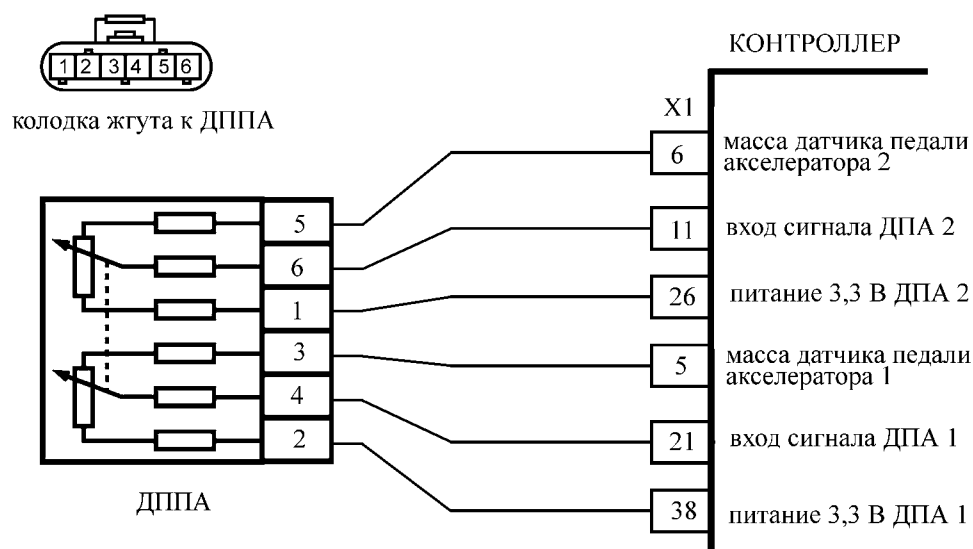 1 2 3 4 5 6
колодка жгута к ДППА
КОНТРОЛЛЕР
X1
5
6
масса датчика педали
акселератора 2
6
11
вход сигнала ДПА 2
1
26
питание 3,3 В ДПА 2
3
5
масса датчика педали
акселератора 1
4
21
вход сигнала ДПА 1
2
38
питание 3,3 В ДПА 1
ДППА